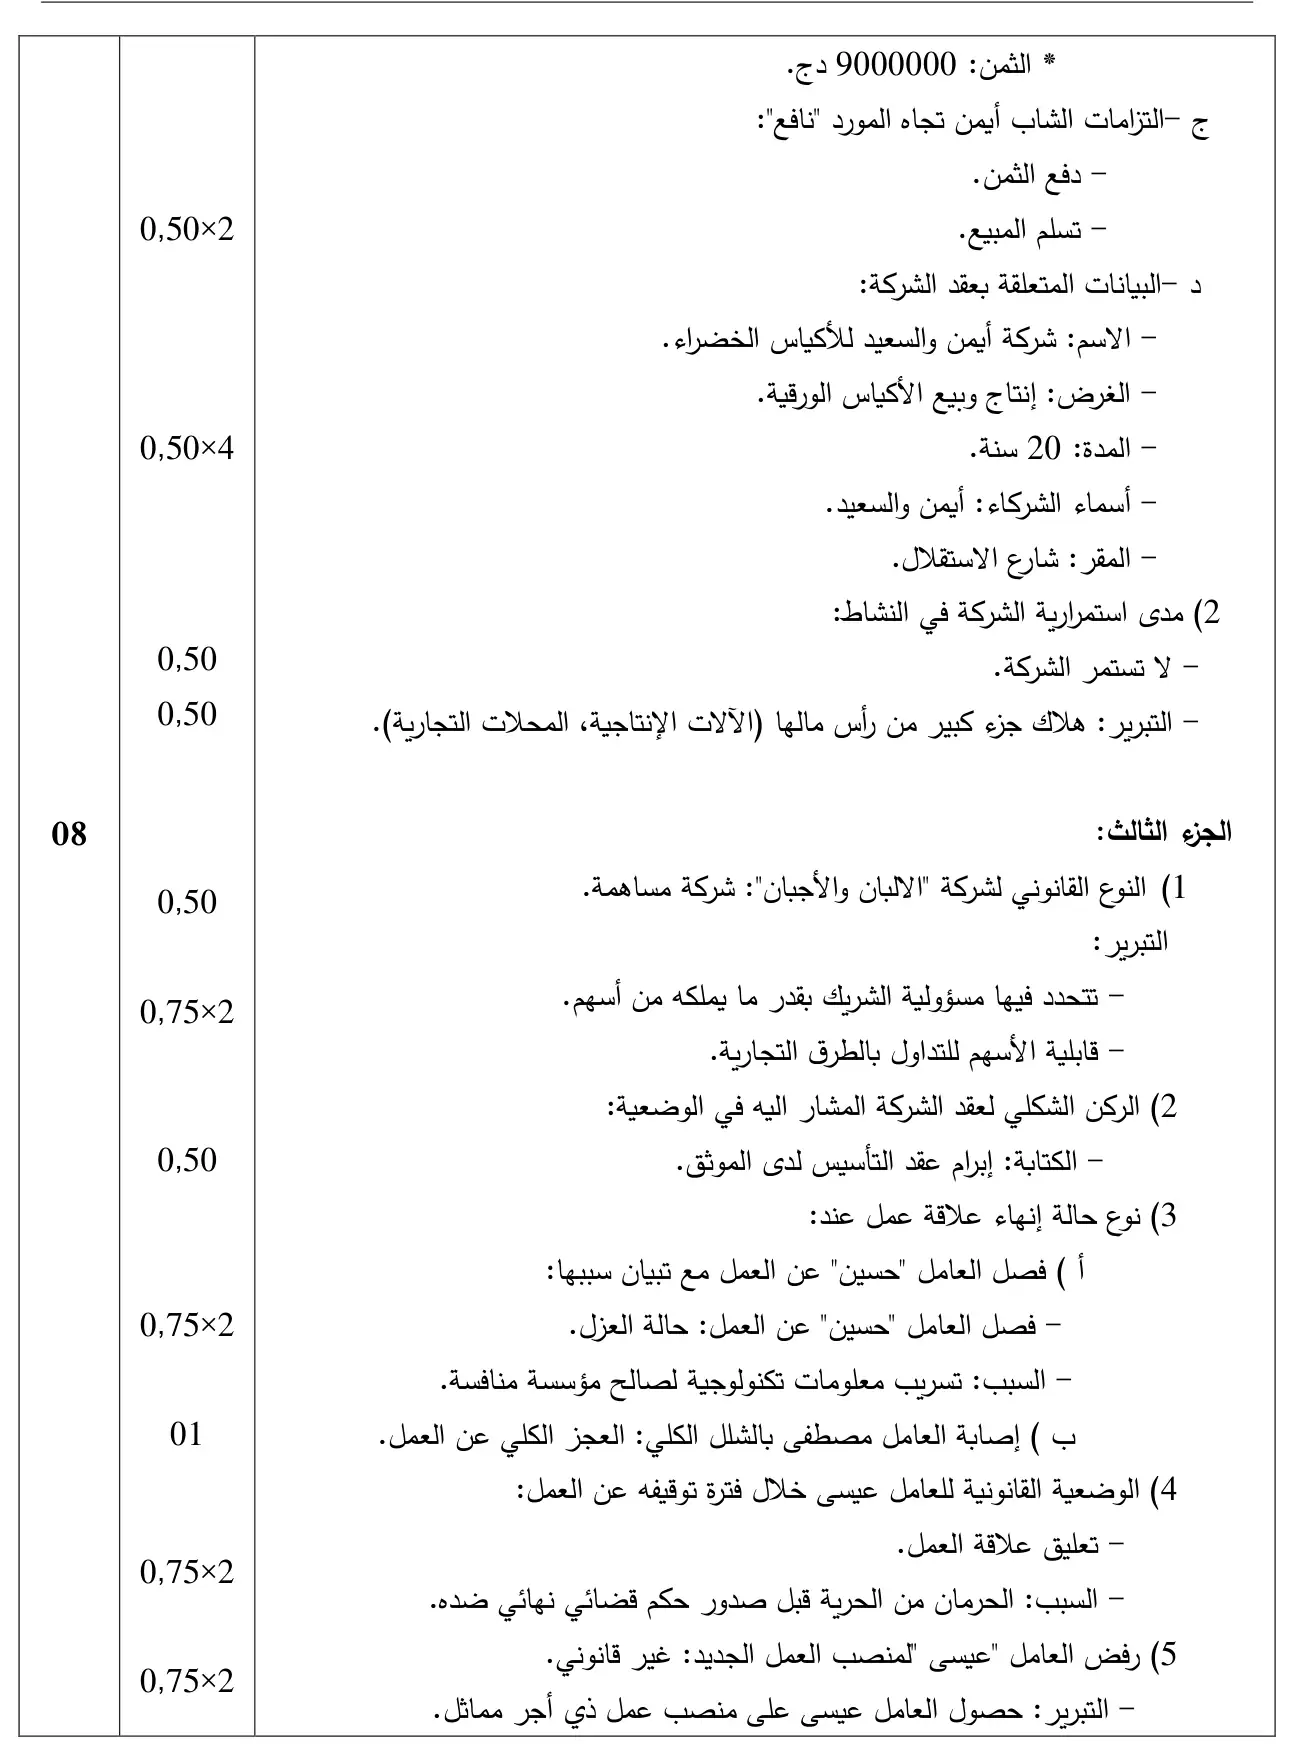 * الثمن: 9000000 دج.
ج -التزامات الشاب أيمن تجاه المورد "نافع":
- دفع الثمن.
- تسلم المبيع.
0,50×2
د -البيانات المتعلقة بعقد الشركة:
- الاسم: شركة أيمن والسعيد للأكياس الخضراء.
- الغرض: إنتاج وبيع الأكياس الورقية.
- المدة: 20 سنة.
0,50×4
- أسماء الشركاء: أيمن والسعيد.
- المقر: شارع الاستقلال.
2) مدى استمرارية الشركة في النشاط:
- لا تستمر الشركة.
0,50
- التبرير: هلاك جزء كبير من رأس مالها (الآلات الإنتاجية، المحلات التجارية).
0,50
الجزء الثالث:
08
1) النوع القانوني لشركة "الالبان والأجبان": شركة مساهمة.
0,50
التبرير:
- تتحدد فيها مسؤولية الشريك بقدر ما يملكه من أسهم.
0,75×2
- قابلية الأسهم للتداول بالطرق التجارية.
2) الركن الشكلي لعقد الشركة المشار اليه في الوضعية:
- الكتابة: إبرام عقد التأسيس لدى الموثق.
0,50
3) نوع حالة إنهاء علاقة عمل عند:
أ ) فصل العامل "حسين" عن العمل مع تبيان سببها:
- فصل العامل "حسين" عن العمل: حالة العزل.
0,75×2
- السبب: تسريب معلومات تكنولوجية لصالح مؤسسة منافسة.
ب ) إصابة العامل مصطفى بالشلل الكلي: العجز الكلي عن العمل.
01
4) الوضعية القانونية للعامل عيسى خلال فترة توقيفه عن العمل:
- تعليق علاقة العمل.
0,75×2
- السبب: الحرمان من الحرية قبل صدور حكم قضائي نهائي ضده.
5) رفض العامل "عيسى "لمنصب العمل الجديد: غير قانوني.
0,75×2
- التبرير: حصول العامل عيسى على منصب عمل ذي أجر مماثل.